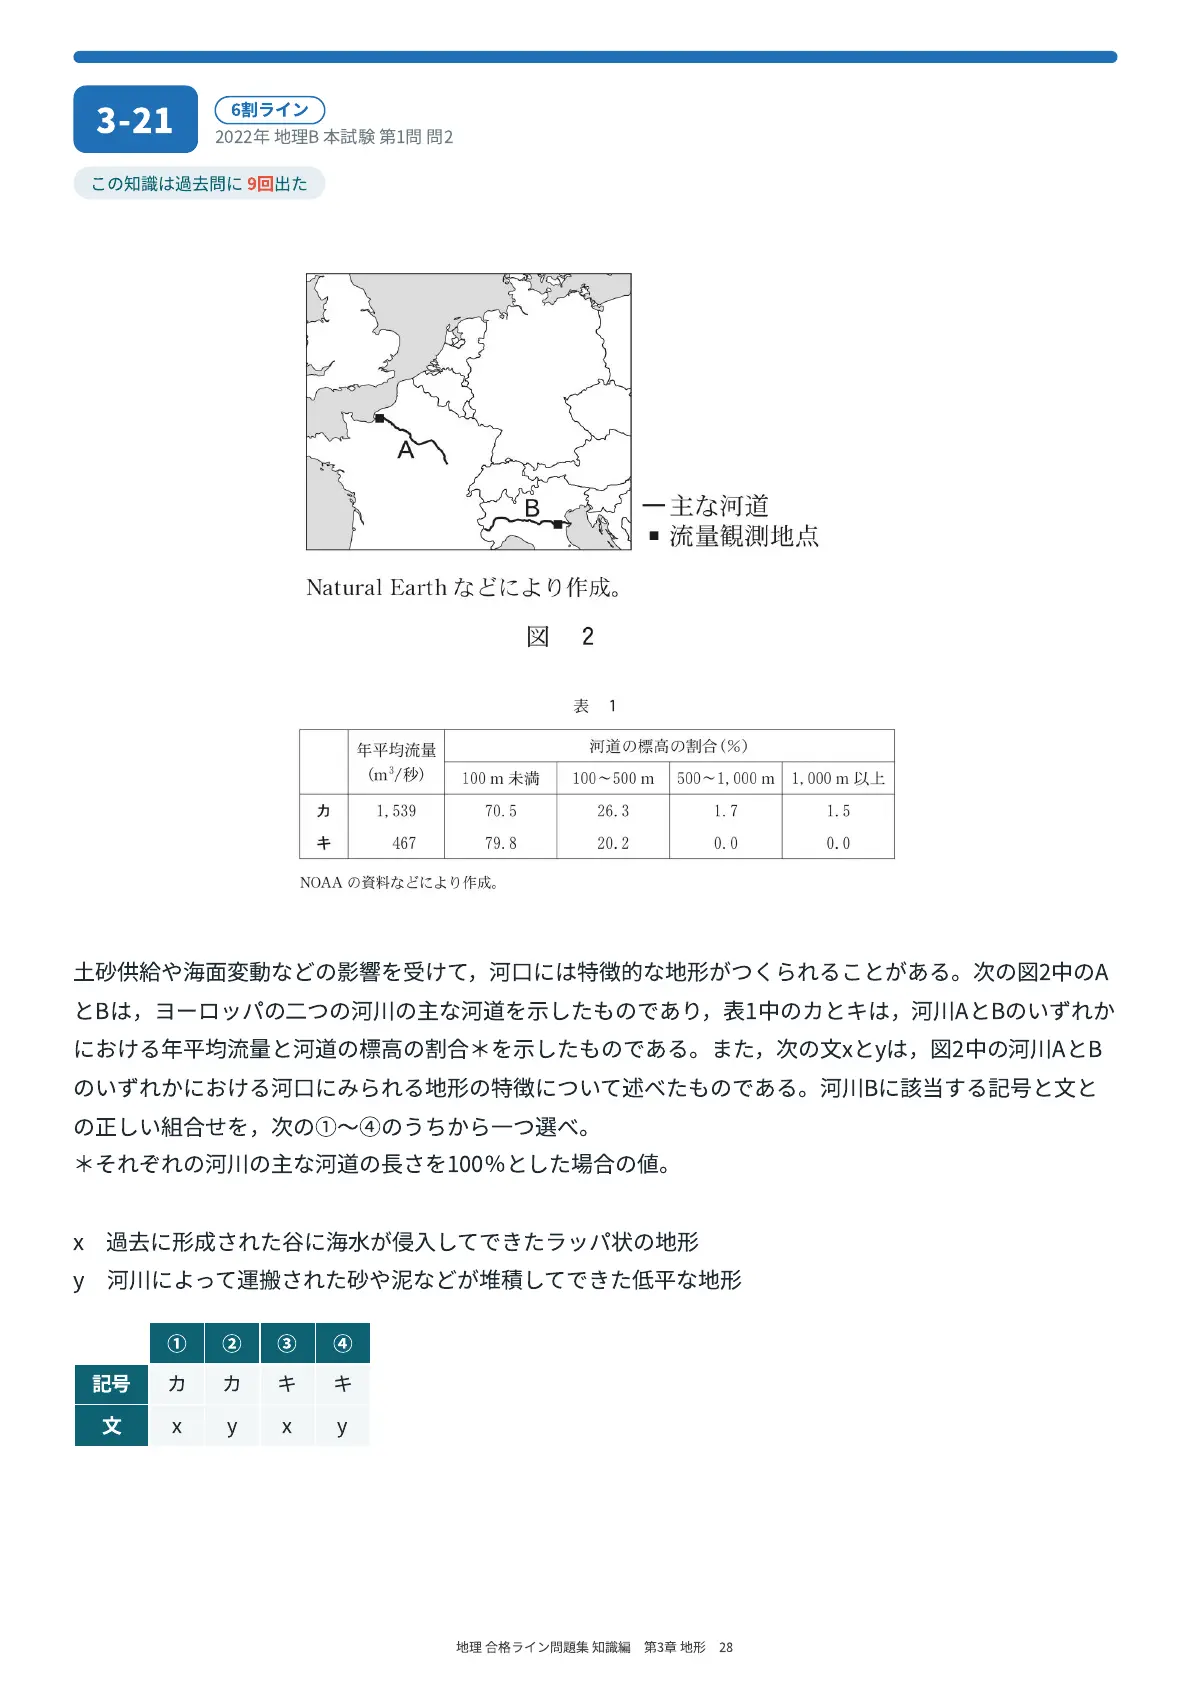 3-21
6割ライン
2022年 地理B 本試験 第1問 問2
この知識は過去問に 9回出た
A
B
主な河道
流量観測地点
Natural Earth などにより作成。
図 2
表 1
年平均流量(m³/秒) 河道の標高の割合(%)
100 m 未満 100～500 m 500～1,000 m 1,000 m 以上
カ 1,539 70.5 26.3 1.7 1.5
キ 467 79.8 20.2 0.0 0.0
NOAA の資料などにより作成。
土砂供給や海面変動などの影響を受けて，河口には特徴的な地形がつくられることがある。次の図2中のA
とBは，ヨーロッパの二つの河川の主な河道を示したものであり，表1中のカとキは，河川AとBのいずれか
における年平均流量と河道の標高の割合＊を示したものである。また，次の文xとyは，図2中の河川AとB
のいずれかにおける河口にみられる地形の特徴について述べたものである。河川Bに該当する記号と文と
の正しい組合せを，次の①～④のうちから一つ選べ。
＊それぞれの河川の主な河道の長さを100％とした場合の値。
x 過去に形成された谷に海水が侵入してできたラッパ状の地形
y 河川によって運搬された砂や泥などが堆積してできた低平な地形
① ② ③ ④
記号 カ カ キ キ
文 x y x y
地理 合格ライン問題集 知識編 第3章 地形 28